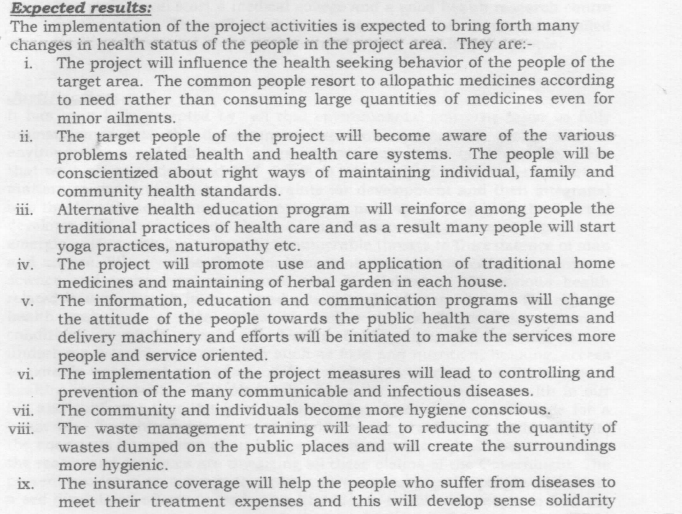 Expected results:
The implementation of the project activities is expected to bring forth many
changes in health status of the people in the project area. They are:-
i. The project will influence the health seeking behavior of the people of the
target area. The common people resort to allopathic medicines according
to need rather than consuming large quantities of medicines even for
minor ailments.
ii. The target people of the project will become aware of the various
problems related health and health care systems. The people will be
conscientized about right ways of maintaining individual, family and
community health standards.
iii. Alternative health education program will reinforce among people the
traditional practices of health care and as a result many people will start
yoga practices, naturopathy etc.
iv. The project will promote use and application of traditional home
medicines and maintaining of herbal garden in each house.
v. The information, education and communication programs will change
the attitude of the people towards the public health care systems and
delivery machinery and efforts will be initiated to make the services more
people and service oriented.
vi. The implementation of the project measures will lead to controlling and
prevention of the many communicable and infectious diseases.
vii. The community and individuals become more hygiene conscious.
viii. The waste management training will lead to reducing the quantity of
wastes dumped on the public places and will create the surroundings
more hygienic.
ix. The insurance coverage will help the people who suffer from diseases to
meet their treatment expenses and this will develop sense solidarity